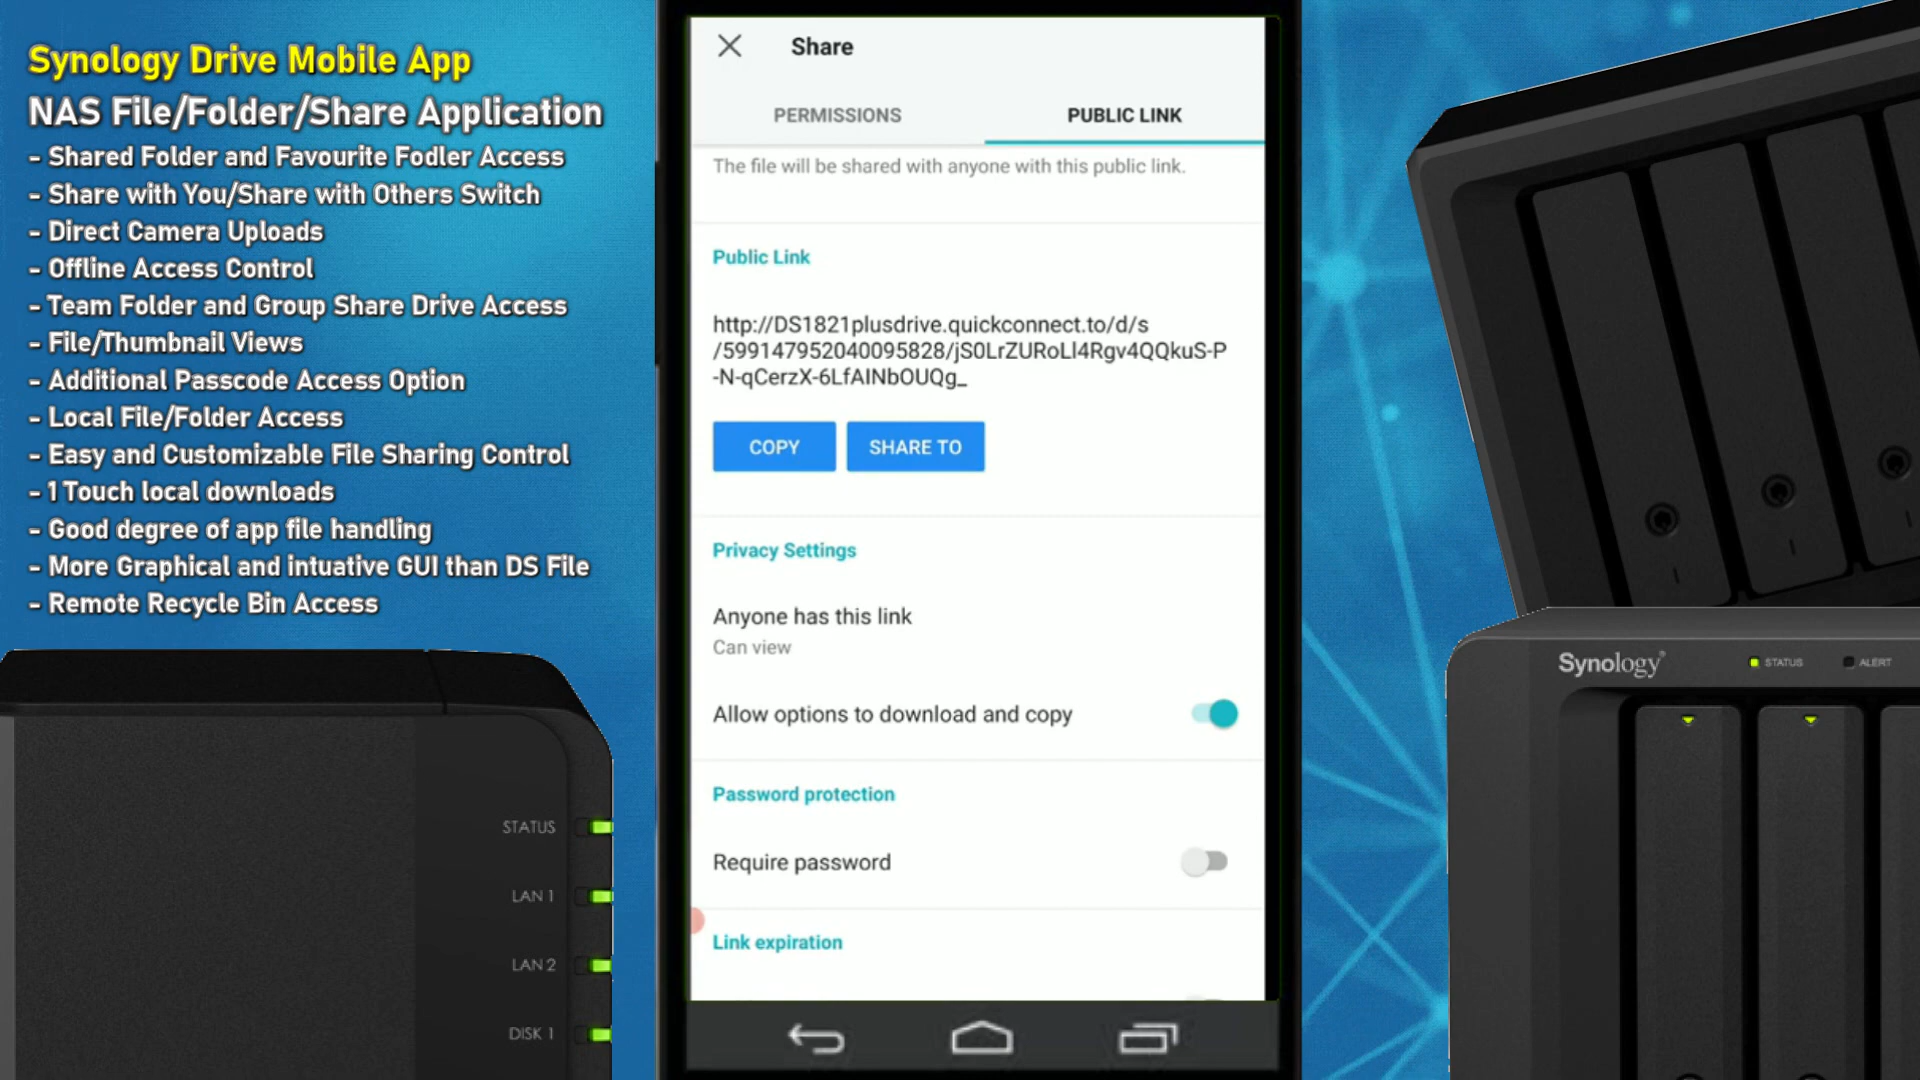 Synology Drive Mobile App
NAS File/Folder/Share Application
- Shared Folder and Favourite Fodler Access
- Share with You/Share with Others Switch
- Direct Camera Uploads
- Offline Access Control
- Team Folder and Group Share Drive Access
- File/Thumbnail Views
- Additional Passcode Access Option
- Local File/Folder Access
- Easy and Customizable File Sharing Control
- 1 Touch local downloads
- Good degree of app file handling
- More Graphical and intuative GUI than DS File
- Remote Recycle Bin Access
STATUS
LAN 1
LAN 2
DISK 1
Share
PERMISSIONS
PUBLIC LINK
The file will be shared with anyone with this public link.
Public Link
http://DS1821plusdrive.quickconnect.to/d/s
/599147952040095828/jS0LrZURoLl4Rgv4QQkuS-P
-N-qCerzX-6LfAINbOUQg_
COPY
SHARE TO
Privacy Settings
Anyone has this link
Can view
Allow options to download and copy
Password protection
Require password
Link expiration
Synology®
STATUS
ALERT